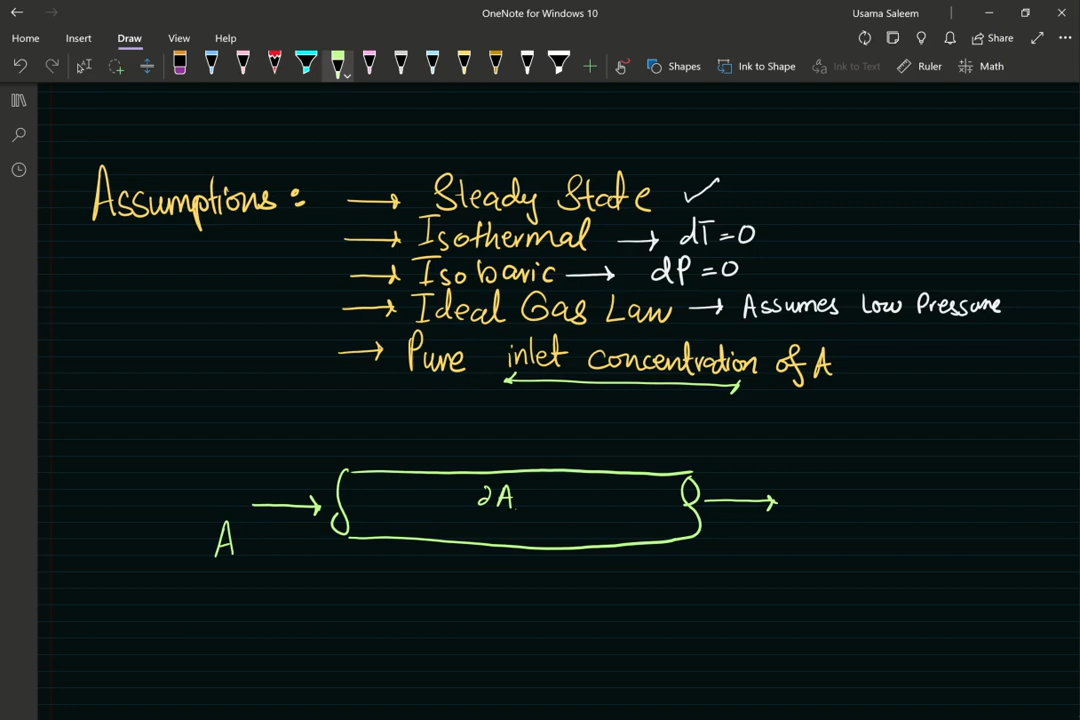 OneNote for Windows 10
Usama Saleem
Home Insert Draw View Help
Share
Shapes Ink to Shape Ink to Text Ruler Math
Assumptions: → Steady State ✓
→ Isothermal → dT = 0
→ Isobaric → dP = 0
→ Ideal Gas Law → Assumes Low Pressure
→ Pure inlet concentration of A
2A
A